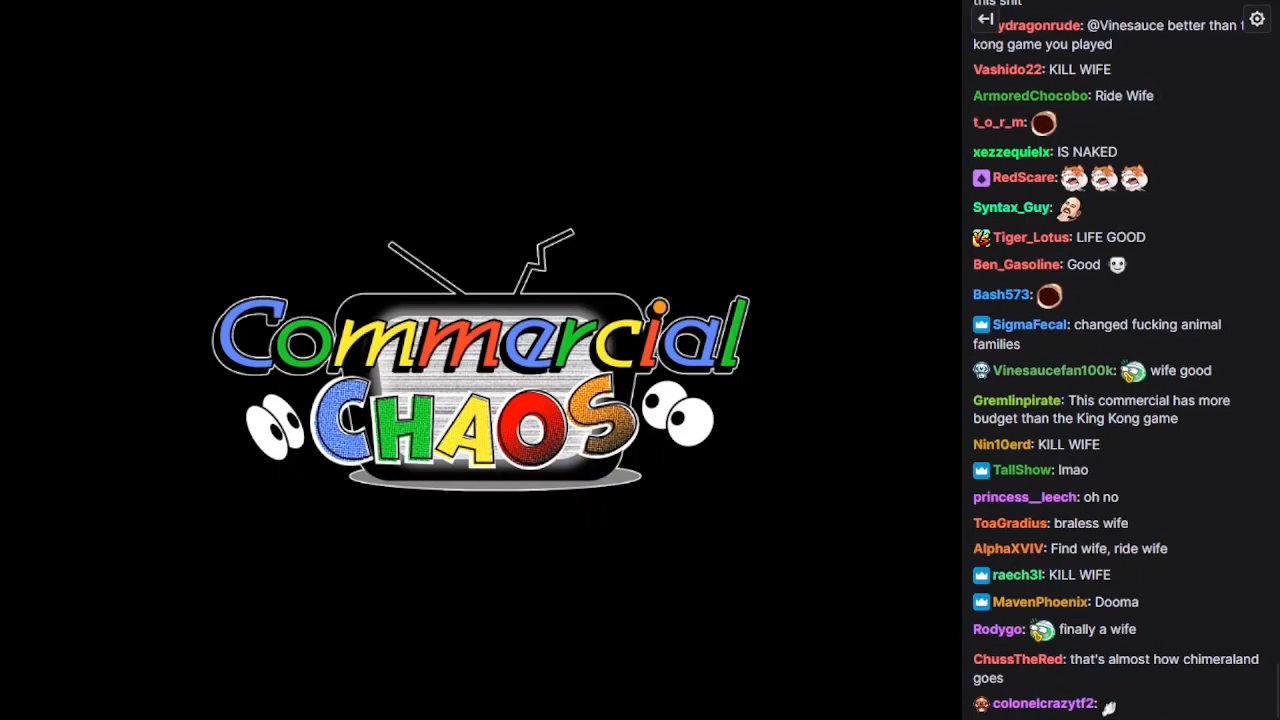 Commercial
CHAOS
this shit
ydragonrude: @Vinesauce better than
kong game you played
Vashido22: KILL WIFE
ArmoredChocobo: Ride Wife
t_o_r_m:
xezzequielx: IS NAKED
RedScare:
Syntax_Guy:
Tiger_Lotus: LIFE GOOD
Ben_Gasoline: Good
Bash573:
SigmaFecal: changed fucking animal
families
Vinesaucefan100k: wife good
Gremlinpirate: This commercial has more
budget than the King Kong game
Nin10erd: KILL WIFE
TallShow: lmao
princess__leech: oh no
ToaGradius: braless wife
AlphaXVIV: Find wife, ride wife
raech3l: KILL WIFE
MavenPhoenix: Dooma
Rodygo: finally a wife
ChussTheRed: that's almost how chimeraland
goes
colonelcrazytf2: